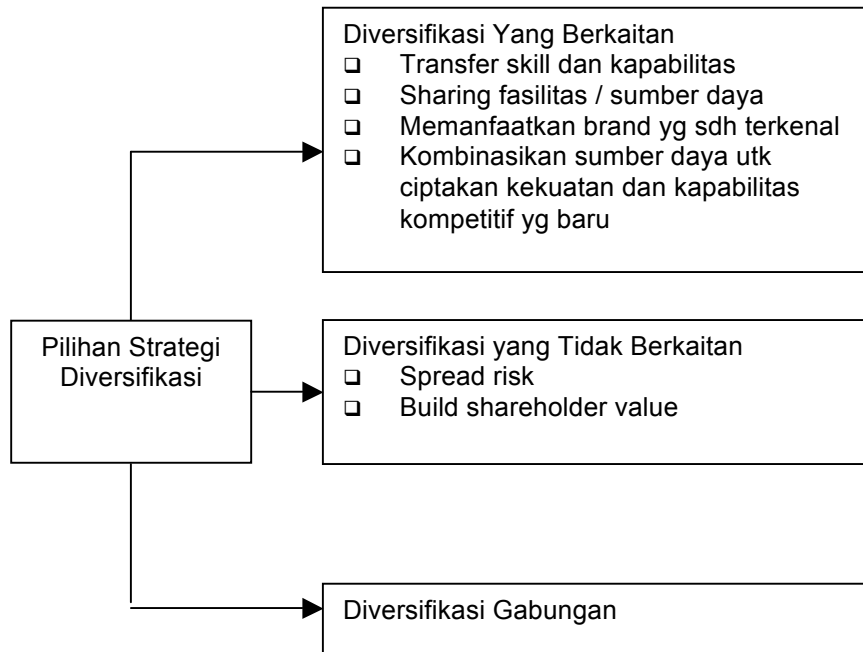 Diversifikasi Yang Berkaitan
❑ Transfer skill dan kapabilitas
❑ Sharing fasilitas / sumber daya
❑ Memanfaatkan brand yg sdh terkenal
❑ Kombinasikan sumber daya utk
ciptakan kekuatan dan kapabilitas
kompetitif yg baru
Pilihan Strategi
Diversifikasi
Diversifikasi yang Tidak Berkaitan
❑ Spread risk
❑ Build shareholder value
Diversifikasi Gabungan